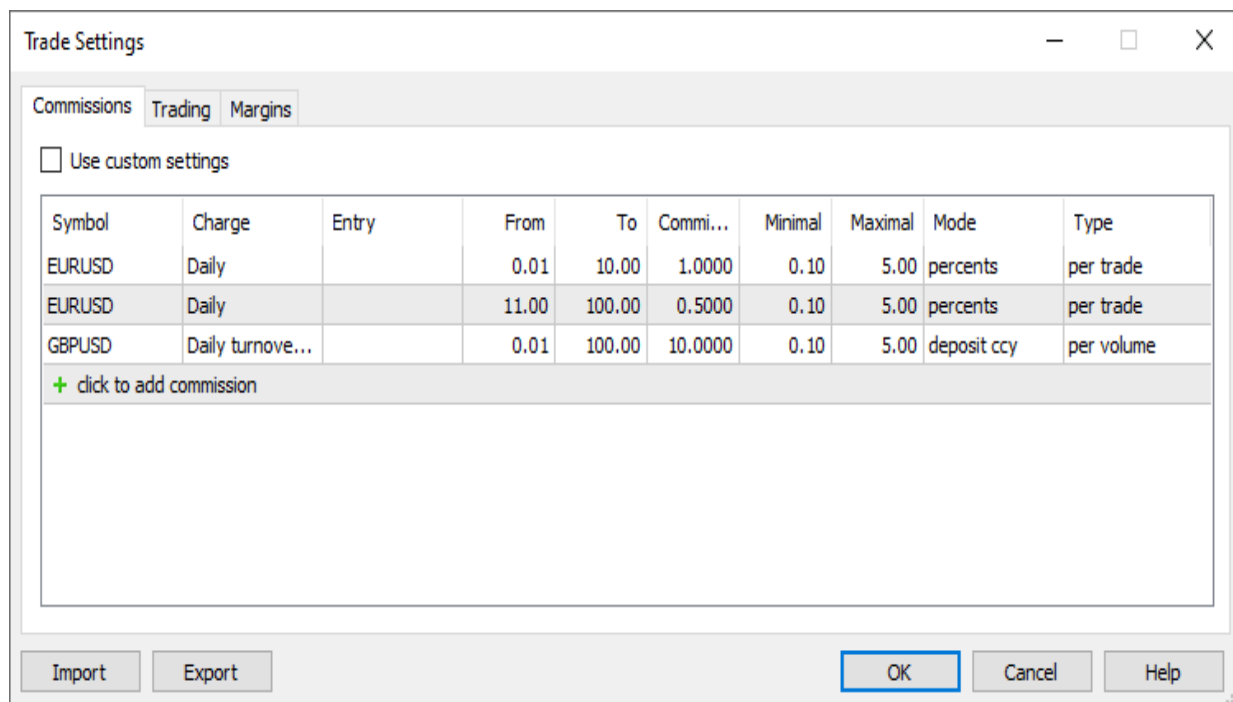 Trade Settings
Commissions Trading Margins
Use custom settings
Symbol Charge Entry From To Commi... Minimal Maximal Mode Type
EURUSD Daily 0.01 10.00 1.0000 0.10 5.00 percents per trade
EURUSD Daily 11.00 100.00 0.5000 0.10 5.00 percents per trade
GBPUSD Daily turnove... 0.01 100.00 10.0000 0.10 5.00 deposit ccy per volume
+ click to add commission
Import Export OK Cancel Help